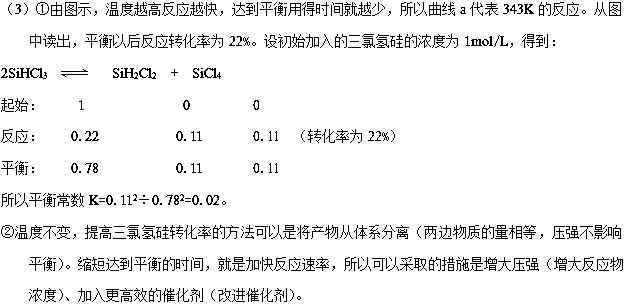 （3）①由图示，温度越高反应越快，达到平衡用得时间就越少，所以曲线 a 代表 343K 的反应。从图
中读出，平衡以后反应转化率为 22%。设初始加入的三氯氢硅的浓度为 1mol/L，得到：
2SiHCl₃ ⇌ SiH₂Cl₂ + SiCl₄
起始： 1 0 0
反应： 0.22 0.11 0.11 （转化率为 22%）
平衡： 0.78 0.11 0.11
所以平衡常数 K=0.11²÷0.78²=0.02。
②温度不变，提高三氯氢硅转化率的方法可以是将产物从体系分离（两边物质的量相等，压强不影响
平衡）。缩短达到平衡的时间，就是加快反应速率，所以可以采取的措施是增大压强（增大反应物
浓度）、加入更高效的催化剂（改进催化剂）。